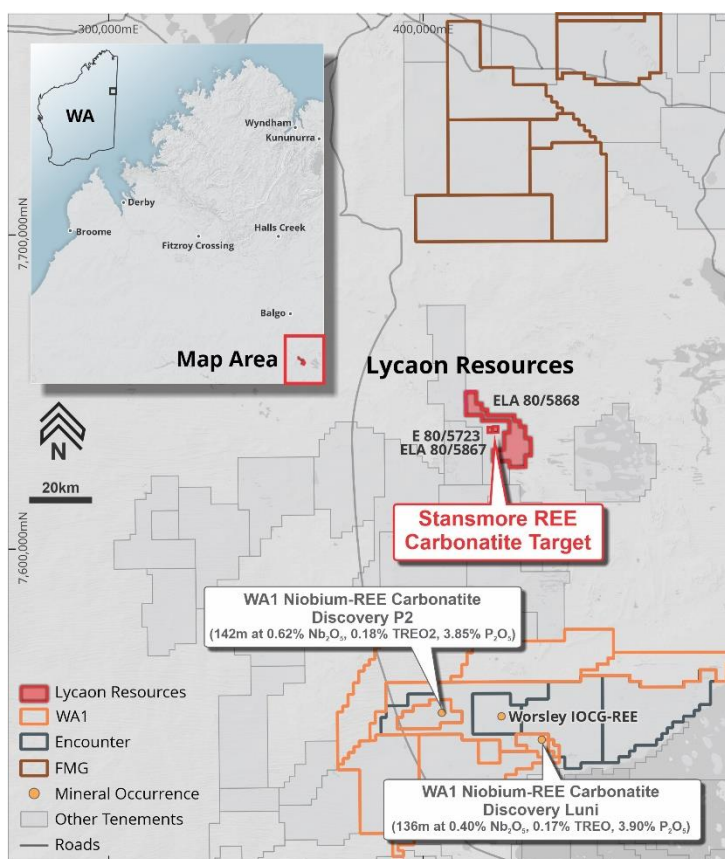 300,000mE
400,000mE
WA
Wyndham
Kununurra
Derby
Broome
Halls Creek
Fitzroy Crossing
Balgo
Map Area
7,700,000mN
Lycaon Resources
ELA 80/5868
E 80/5723
ELA 80/5867
N
20km
Stansmore REE
Carbonatite Target
7,600,000mN
WA1 Niobium-REE Carbonatite
Discovery P2
(142m at 0.62% Nb₂O₅, 0.18% TREO2, 3.85% P₂O₅)
Worsley IOCG-REE
WA1 Niobium-REE Carbonatite
Discovery Luni
(136m at 0.40% Nb₂O₅, 0.17% TREO, 3.90% P₂O₅)
Lycaon Resources
WA1
Encounter
FMG
Mineral Occurrence
Other Tenements
Roads